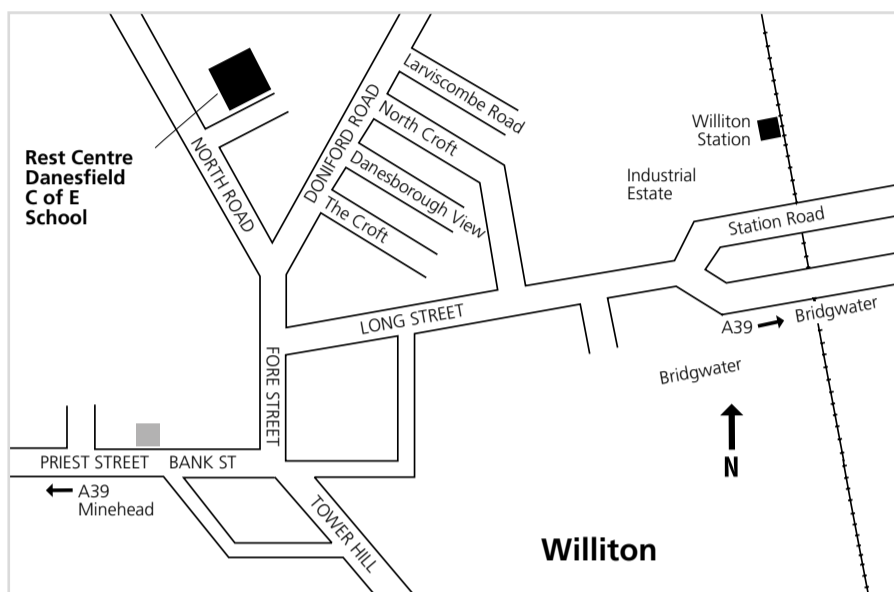 Larviscombe Road
North Croft
DONIFORD ROAD
Danesborough View
The Croft
NORTH ROAD
Rest Centre
Danesfield
C of E
School
Williton
Station
Industrial
Estate
Station Road
LONG STREET
A39
Bridgwater
Bridgwater
FORE STREET
N
PRIEST STREET
BANK ST
A39
Minehead
TOWER HILL
Williton